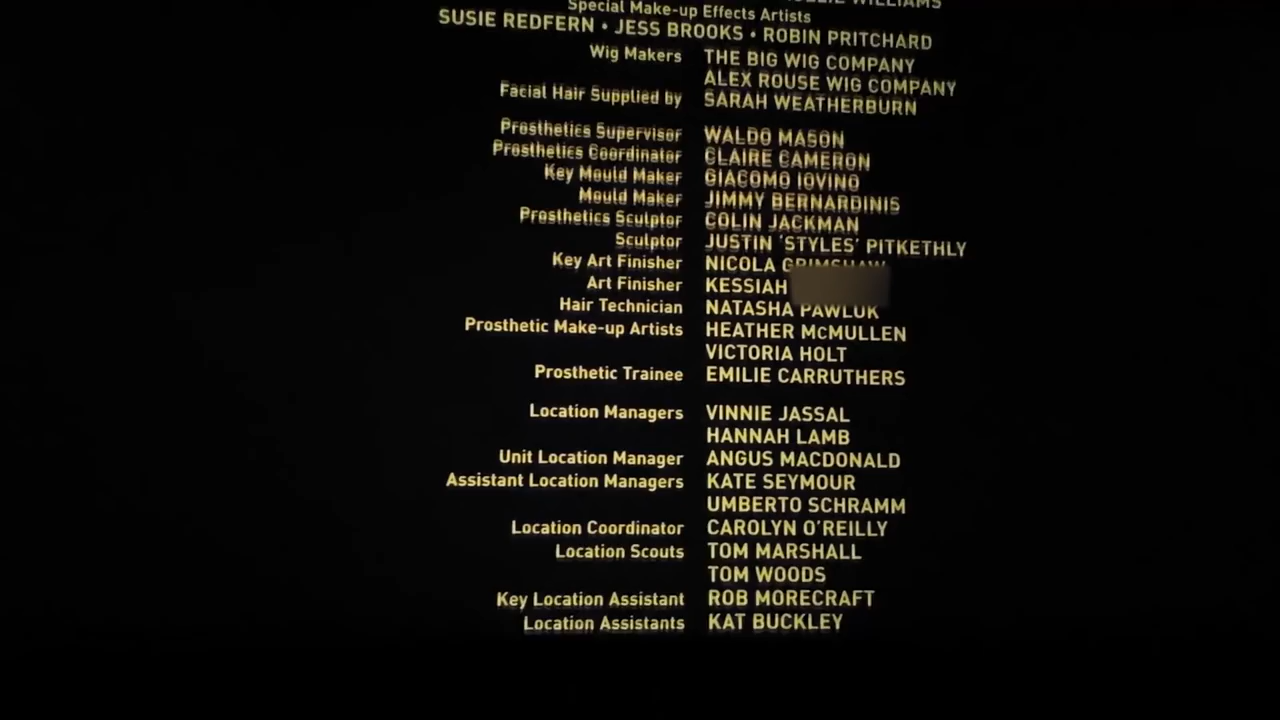 WILLIAMS
Special Make-up Effects Artists
SUSIE REDFERN • JESS BROOKS • ROBIN PRITCHARD
Wig Makers THE BIG WIG COMPANY
ALEX ROUSE WIG COMPANY
Facial Hair Supplied by SARAH WEATHERBURN
Prosthetics Supervisor WALDO MASON
Prosthetics Coordinator CLAIRE CAMERON
Key Mould Maker GIACOMO IOVINO
Mould Maker JIMMY BERNARDINIS
Prosthetics Sculptor COLIN JACKMAN
Sculptor JUSTIN 'STYLES' PITKETHLY
Key Art Finisher NICOLA GRIMSHAW
Art Finisher KESSIAH
Hair Technician NATASHA PAWLUK
Prosthetic Make-up Artists HEATHER McMULLEN
VICTORIA HOLT
Prosthetic Trainee EMILIE CARRUTHERS
Location Managers VINNIE JASSAL
HANNAH LAMB
Unit Location Manager ANGUS MACDONALD
Assistant Location Managers KATE SEYMOUR
UMBERTO SCHRAMM
Location Coordinator CAROLYN O'REILLY
Location Scouts TOM MARSHALL
TOM WOODS
Key Location Assistant ROB MORECRAFT
Location Assistants KAT BUCKLEY